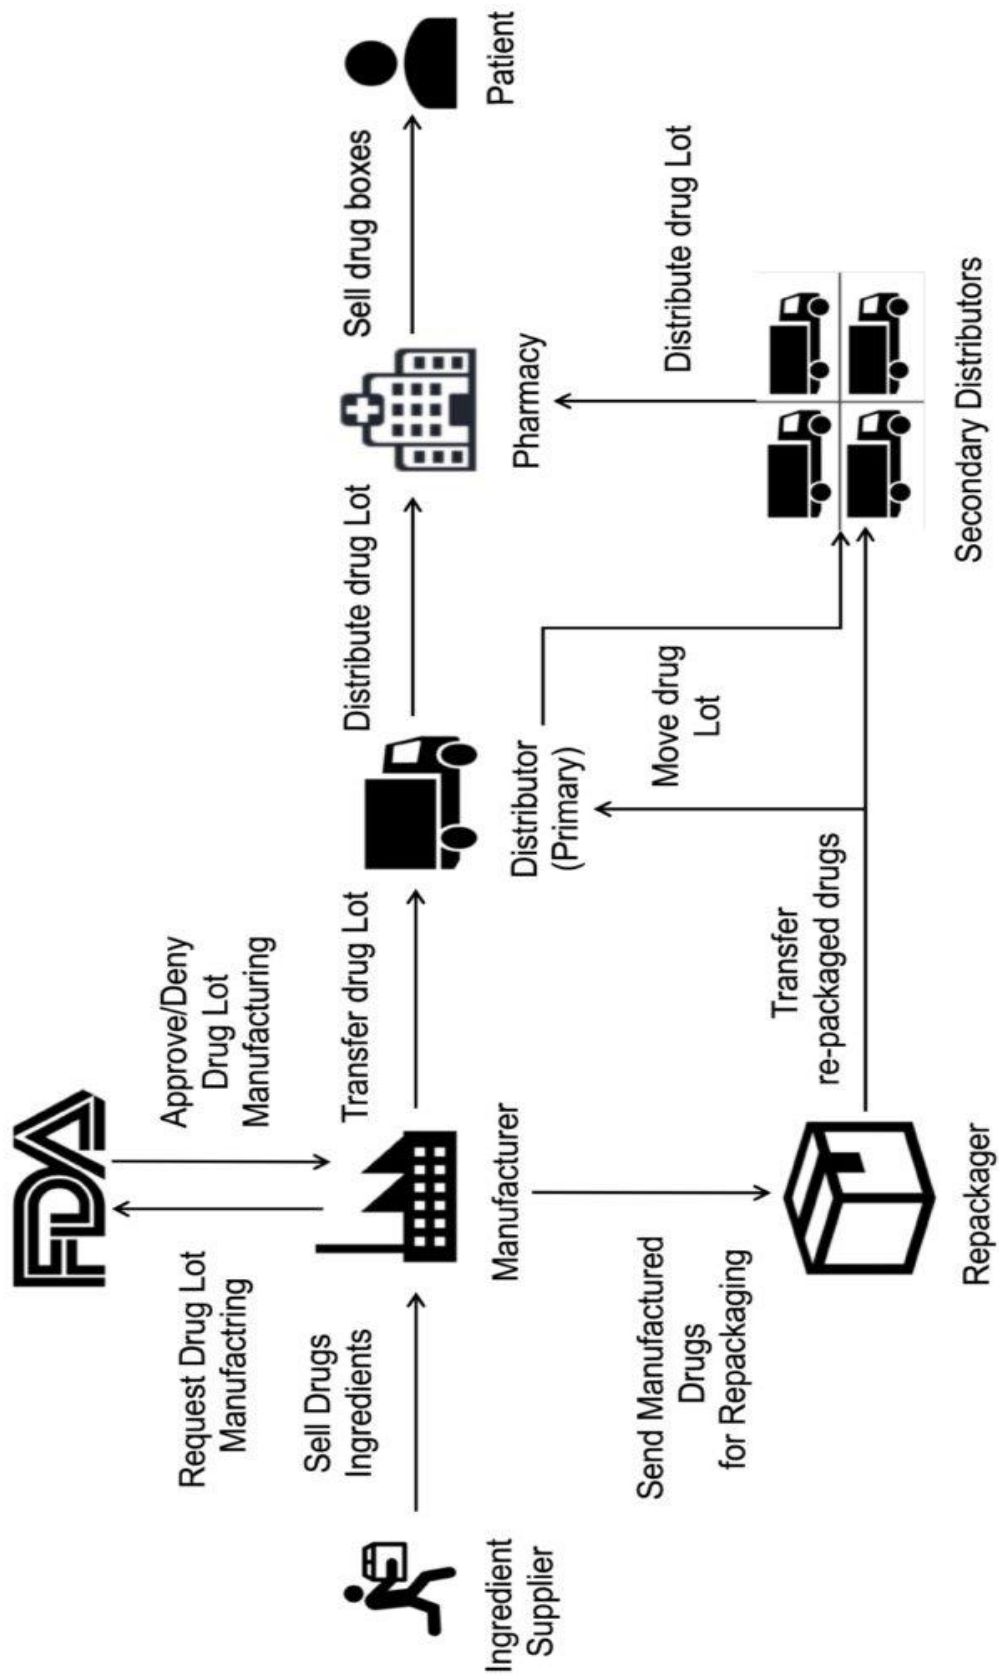 FDA
Request Drug Lot
Manufactring
Approve/Deny
Drug Lot
Manufacturing
Sell Drugs
Ingredients
Transfer drug Lot
Distribute drug Lot
Sell drug boxes
Ingredient
Supplier
Manufacturer
Distributor
(Primary)
Pharmacy
Patient
Send Manufactured
Drugs
for Repackaging
Move drug
Lot
Distribute drug Lot
Transfer
re-packaged drugs
Repackager
Secondary Distributors